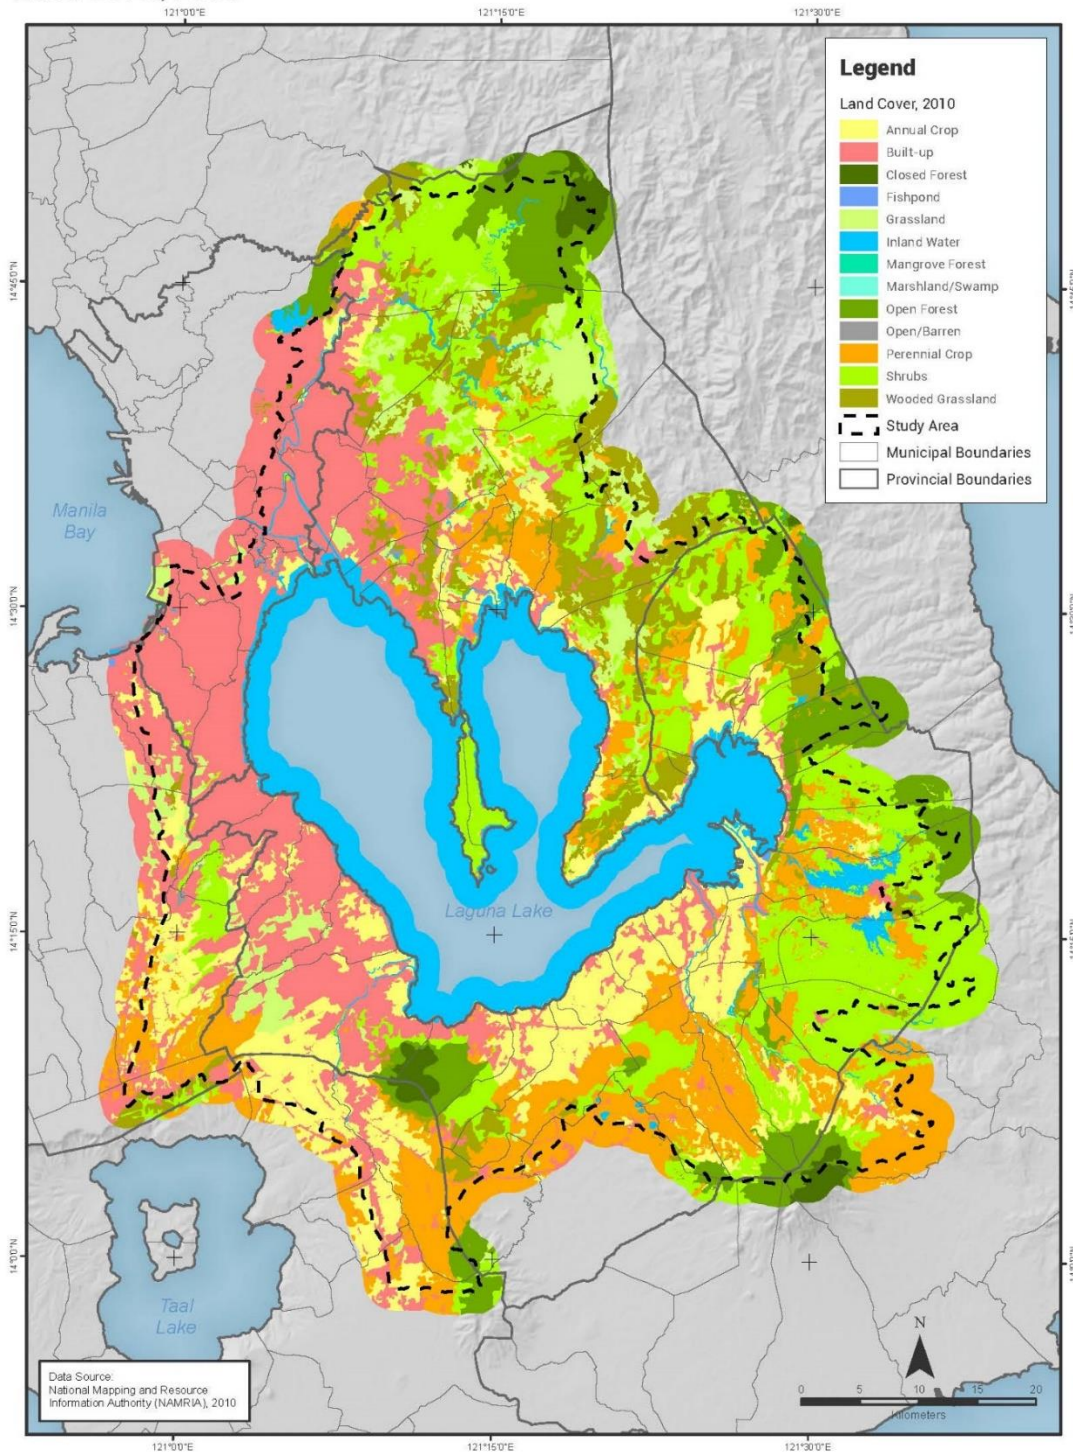 121°0'0"E
121°15'0"E
121°30'0"E
Legend
Land Cover, 2010
Annual Crop
Built-up
Closed Forest
Fishpond
Grassland
Inland Water
Mangrove Forest
Marshland/Swamp
Open Forest
Open/Barren
Perennial Crop
Shrubs
Wooded Grassland
Study Area
Municipal Boundaries
Provincial Boundaries
14°45'0"N
Manila
Bay
14°30'0"N
Laguna Lake
14°15'0"N
14°0'0"N
Taal
Lake
N
Data Source:
National Mapping and Resource
Information Authority (NAMRIA), 2010
0 5 10 15 20
Kilometers
121°0'0"E
121°15'0"E
121°30'0"E